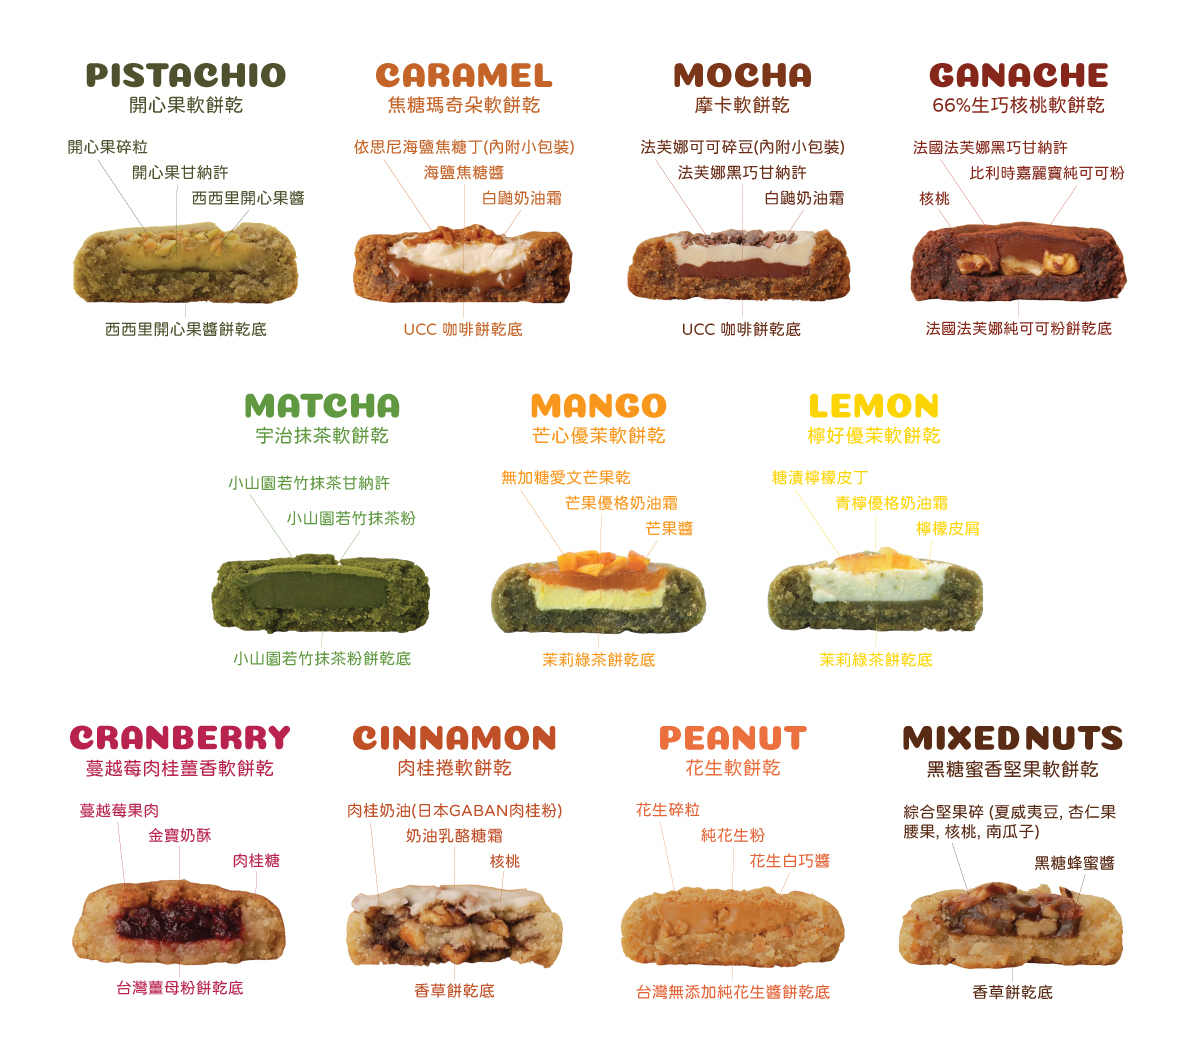 PISTACHIO
開心果軟餅乾
開心果碎粒
開心果甘納許
西西里開心果醬
西西里開心果醬餅乾底
CARAMEL
焦糖瑪奇朵軟餅乾
依思尼海鹽焦糖丁(內附小包裝)
海鹽焦糖醬
白鼬奶油霜
UCC 咖啡餅乾底
MOCHA
摩卡軟餅乾
法芙娜可可碎豆(內附小包裝)
法芙娜黑巧甘納許
白鼬奶油霜
UCC 咖啡餅乾底
GANACHE
66%生巧核桃軟餅乾
法國法芙娜黑巧甘納許
比利時嘉麗寶純可可粉
核桃
法國法芙娜純可可粉餅乾底
MATCHA
宇治抹茶軟餅乾
小山園若竹抹茶甘納許
小山園若竹抹茶粉
小山園若竹抹茶粉餅乾底
MANGO
芒心優茉軟餅乾
無加糖愛文芒果乾
芒果優格奶油霜
芒果醬
茉莉綠茶餅乾底
LEMON
檸好優茉軟餅乾
糖漬檸檬皮丁
青檸優格奶油霜
檸檬皮屑
茉莉綠茶餅乾底
CRANBERRY
蔓越莓肉桂薑香軟餅乾
蔓越莓果肉
金寶奶酥
肉桂糖
台灣薑母粉餅乾底
CINNAMON
肉桂捲軟餅乾
肉桂奶油(日本GABAN肉桂粉)
奶油乳酪糖霜
核桃
香草餅乾底
PEANUT
花生軟餅乾
花生碎粒
純花生粉
花生白巧醬
台灣無添加純花生醬餅乾底
MIXED NUTS
黑糖蜜香堅果軟餅乾
綜合堅果碎 (夏威夷豆, 杏仁果
腰果, 核桃, 南瓜子)
黑糖蜂蜜醬
香草餅乾底